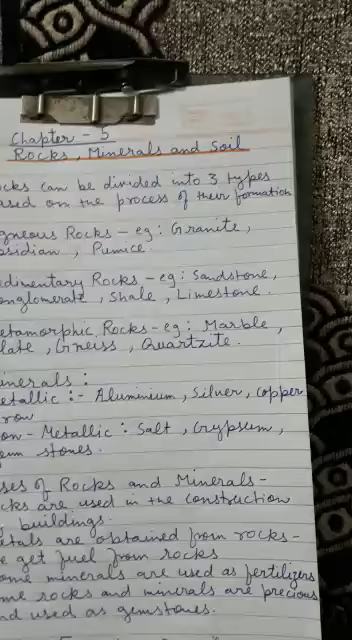 Chapter - 5
Rocks, Minerals and Soil
ocks can be divided into 3 types
ased on the process of their formation
gneous Rocks - eg: Granite,
bsidian, Pumice.
edimentary Rocks - eg: Sandstone,
onglomerate, Shale, Limestone.
etamorphic Rocks - eg: Marble,
late, Gneiss, Quartzite.
inerals:
etallic :- Aluminium, Silver, Copper
ron
on - Metallic: Salt, Gypsum,
em stones.
ses of Rocks and Minerals -
cks are used in the construction
buildings.
etals are obtained from rocks -
e get fuel from rocks
ome minerals are used as fertilizers
me rocks and minerals are precious
nd used as gemstones.